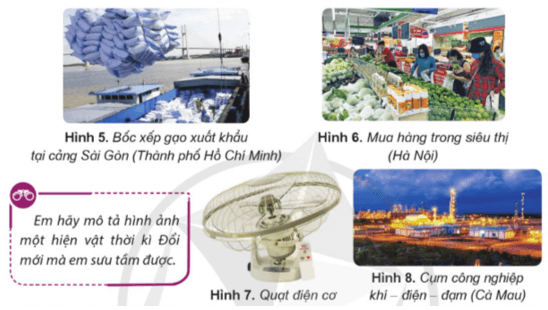 Hình 5. Bốc xếp gạo xuất khẩu
tại cảng Sài Gòn (Thành phố Hồ Chí Minh)
Hình 6. Mua hàng trong siêu thị
(Hà Nội)
Em hãy mô tả hình ảnh
một hiện vật thời kì Đổi
mới mà em sưu tầm được.
Hình 7. Quạt điện cơ
Hình 8. Cụm công nghiệp
khí – điện – đạm (Cà Mau)